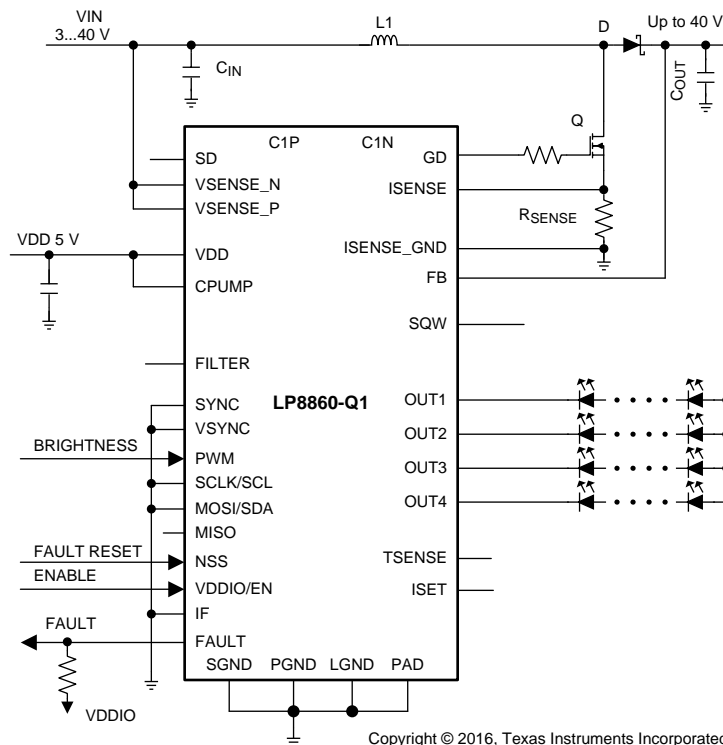 VIN
3...40 V
L1
D
Up to 40 V
C_IN
C_OUT
Q
C1P
C1N
SD
GD
VSENSE_N
ISENSE
VSENSE_P
R_SENSE
VDD 5 V
VDD
ISENSE_GND
CPUMP
FB
SQW
FILTER
LP8860-Q1
SYNC
OUT1
VSYNC
BRIGHTNESS
PWM
OUT2
SCLK/SCL
OUT3
MOSI/SDA
OUT4
MISO
FAULT RESET
NSS
TSENSE
ENABLE
VDDIO/EN
ISET
IF
FAULT
FAULT
SGND
PGND
LGND
PAD
VDDIO
Copyright © 2016, Texas Instruments Incorporated